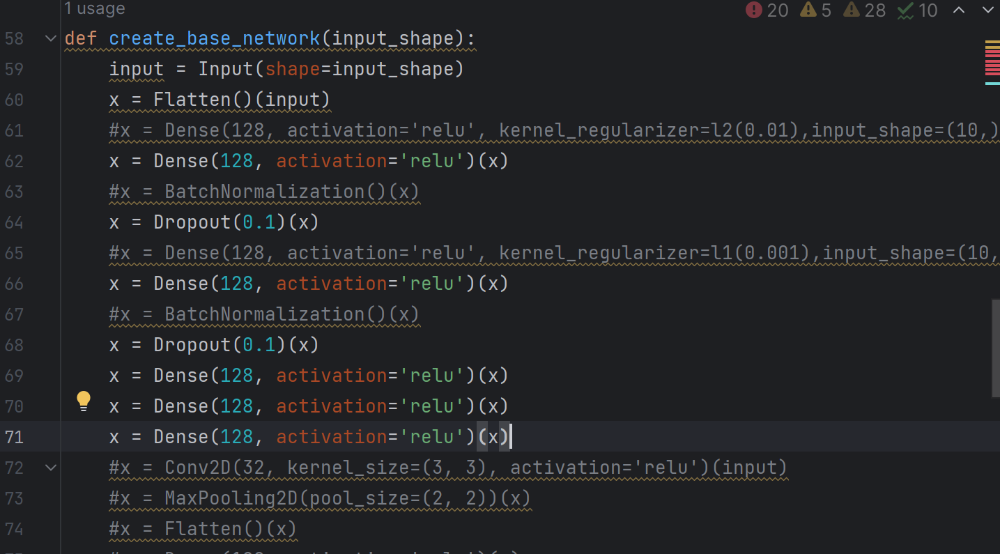 1 usage
20 5 28 10
58 def create_base_network(input_shape):
59 input = Input(shape=input_shape)
60 x = Flatten()(input)
61 #x = Dense(128, activation='relu', kernel_regularizer=l2(0.01),input_shape=(10,)
62 x = Dense(128, activation='relu')(x)
63 #x = BatchNormalization()(x)
64 x = Dropout(0.1)(x)
65 #x = Dense(128, activation='relu', kernel_regularizer=l1(0.001),input_shape=(10,
66 x = Dense(128, activation='relu')(x)
67 #x = BatchNormalization()(x)
68 x = Dropout(0.1)(x)
69 x = Dense(128, activation='relu')(x)
70 x = Dense(128, activation='relu')(x)
71 x = Dense(128, activation='relu')(x)
72 #x = Conv2D(32, kernel_size=(3, 3), activation='relu')(input)
73 #x = MaxPooling2D(pool_size=(2, 2))(x)
74 #x = Flatten()(x)